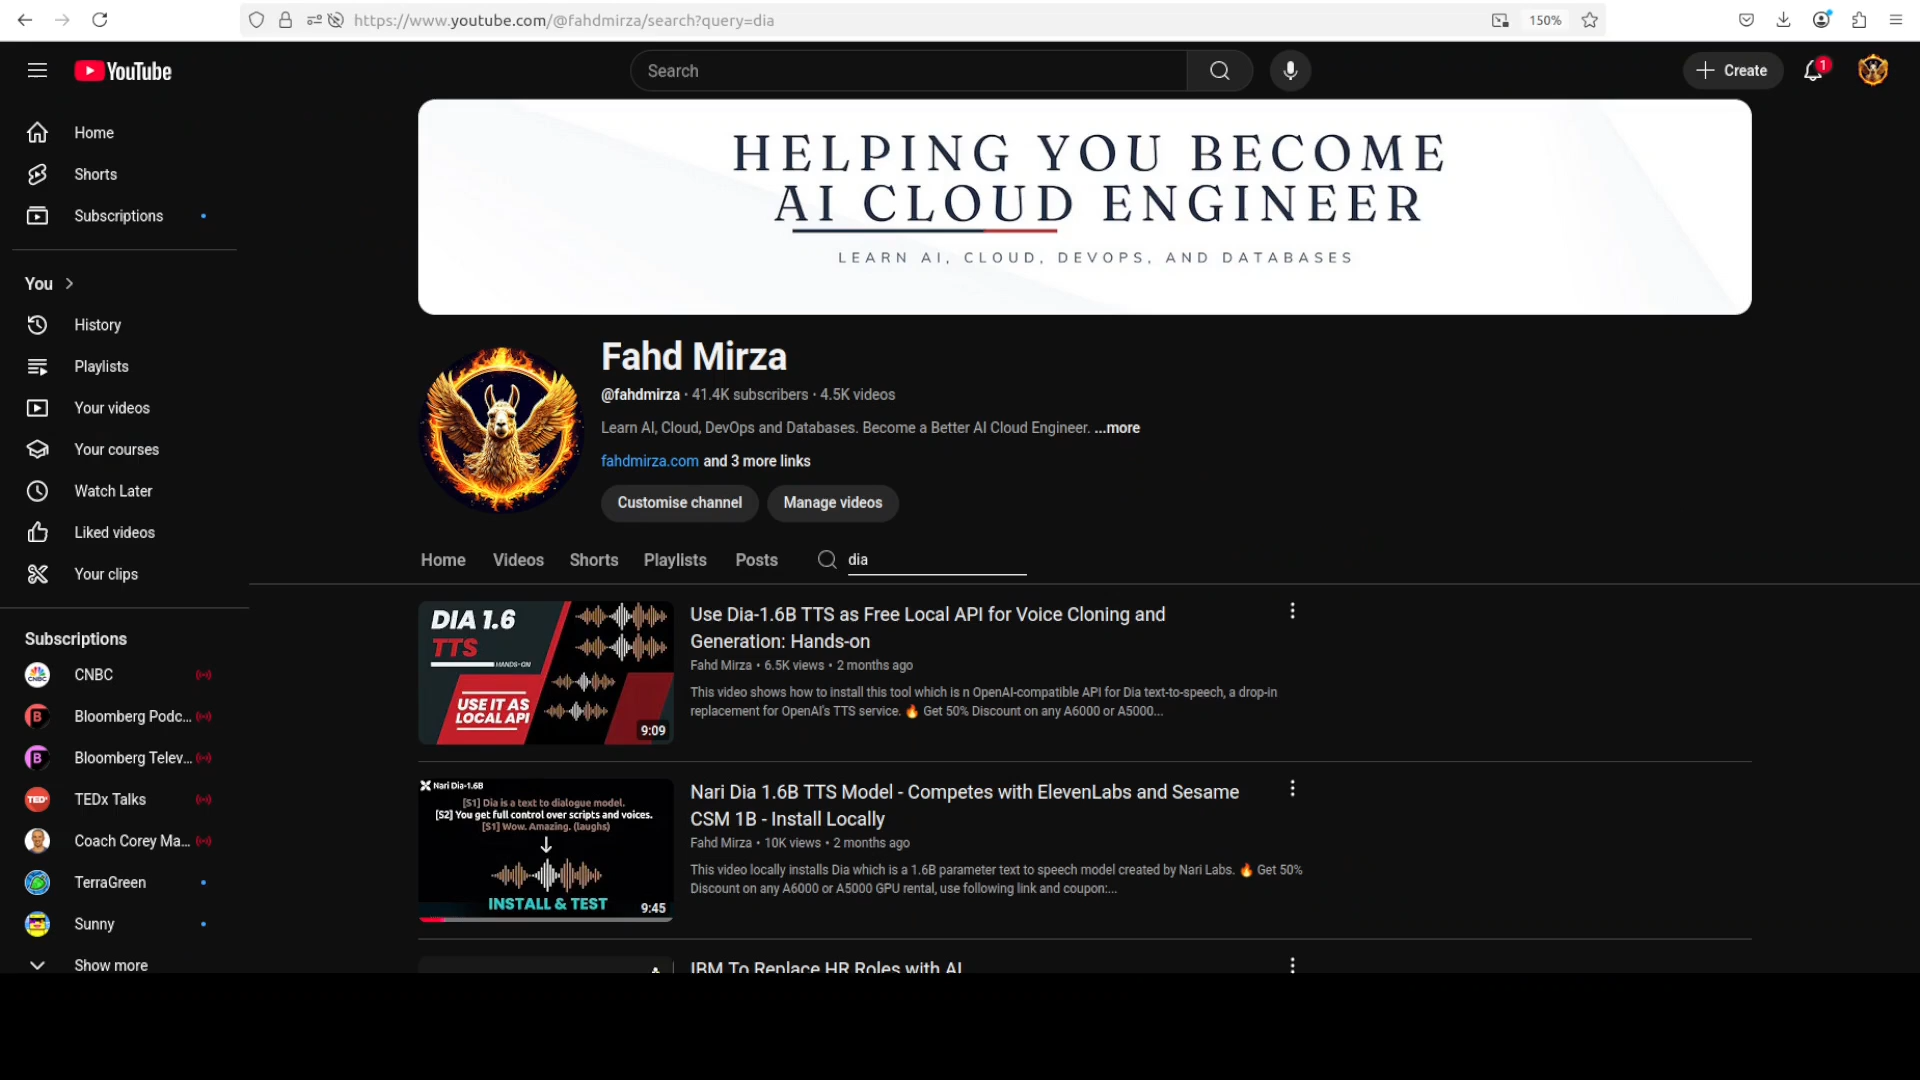 https://www.youtube.com/@fahdmirza/search?query=dia
150%
YouTube
Search
Create
1
Home
Shorts
Subscriptions
You
History
Playlists
Your videos
Your courses
Watch Later
Liked videos
Your clips
Subscriptions
CNBC
Bloomberg Podc...
Bloomberg Telev...
TEDx Talks
Coach Corey Ma...
TerraGreen
Sunny
Show more
HELPING YOU BECOME
AI CLOUD ENGINEER
LEARN AI, CLOUD, DEVOPS, AND DATABASES
Fahd Mirza
@fahdmirza • 41.4K subscribers • 4.5K videos
Learn AI, Cloud, DevOps and Databases. Become a Better AI Cloud Engineer. ...more
fahdmirza.com and 3 more links
Customise channel
Manage videos
Home
Videos
Shorts
Playlists
Posts
dia
DIA 1.6
TTS
HANDS-ON
USE IT AS
LOCAL API
9:09
Use Dia-1.6B TTS as Free Local API for Voice Cloning and
Generation: Hands-on
Fahd Mirza • 6.5K views • 2 months ago
This video shows how to install this tool which is n OpenAI-compatible API for Dia text-to-speech, a drop-in
replacement for OpenAI's TTS service. 🔥 Get 50% Discount on any A6000 or A5000...
Nari Dia-1.6B
[S1] Dia is a text to dialogue model.
[S2] You get full control over scripts and voices.
[S1] Wow. Amazing. (laughs)
INSTALL & TEST
9:45
Nari Dia 1.6B TTS Model - Competes with ElevenLabs and Sesame
CSM 1B - Install Locally
Fahd Mirza • 10K views • 2 months ago
This video locally installs Dia which is a 1.6B parameter text to speech model created by Nari Labs. 🔥 Get 50%
Discount on any A6000 or A5000 GPU rental, use following link and coupon:...
IBM To Replace HR Roles with AI